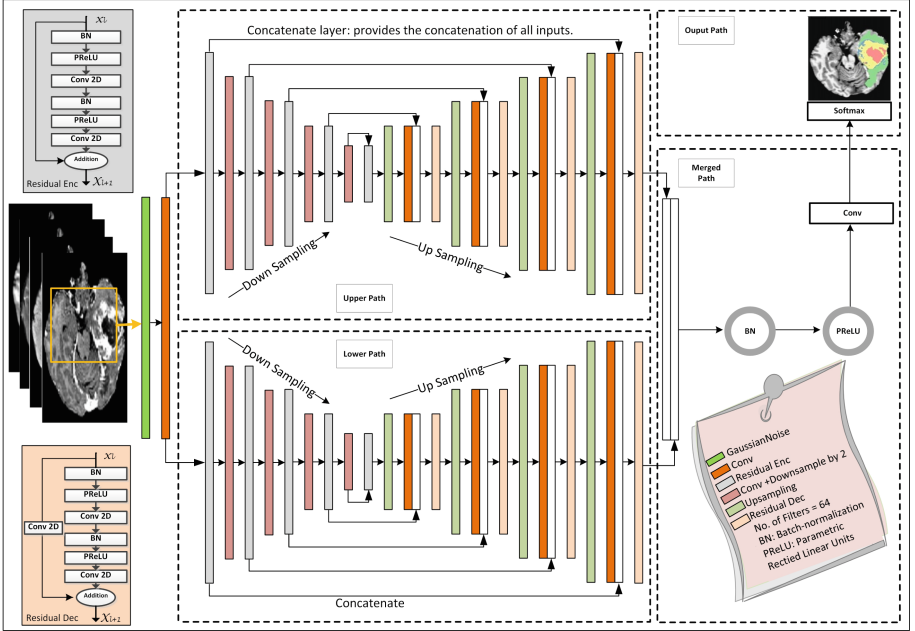 xl
BN
PReLU
Conv 2D
BN
PReLU
Conv 2D
Addition
xl+1
Residual Enc
Concatenate layer: provides the concatenation of all inputs.
Down Sampling
Up Sampling
Upper Path
Ouput Path
Softmax
Merged
Path
Conv
BN
PReLU
Lower Path
Down Sampling
Up Sampling
Concatenate
xl
BN
PReLU
Conv 2D
Conv 2D
BN
PReLU
Conv 2D
Addition
xl+1
Residual Dec
GaussianNoise
Conv
Residual Enc
Conv +Downsample by 2
Upsampling
Residual Dec
No. of Filters = 64
BN: Batch-normalization
PReLU: Parametric
Rectied Linear Units